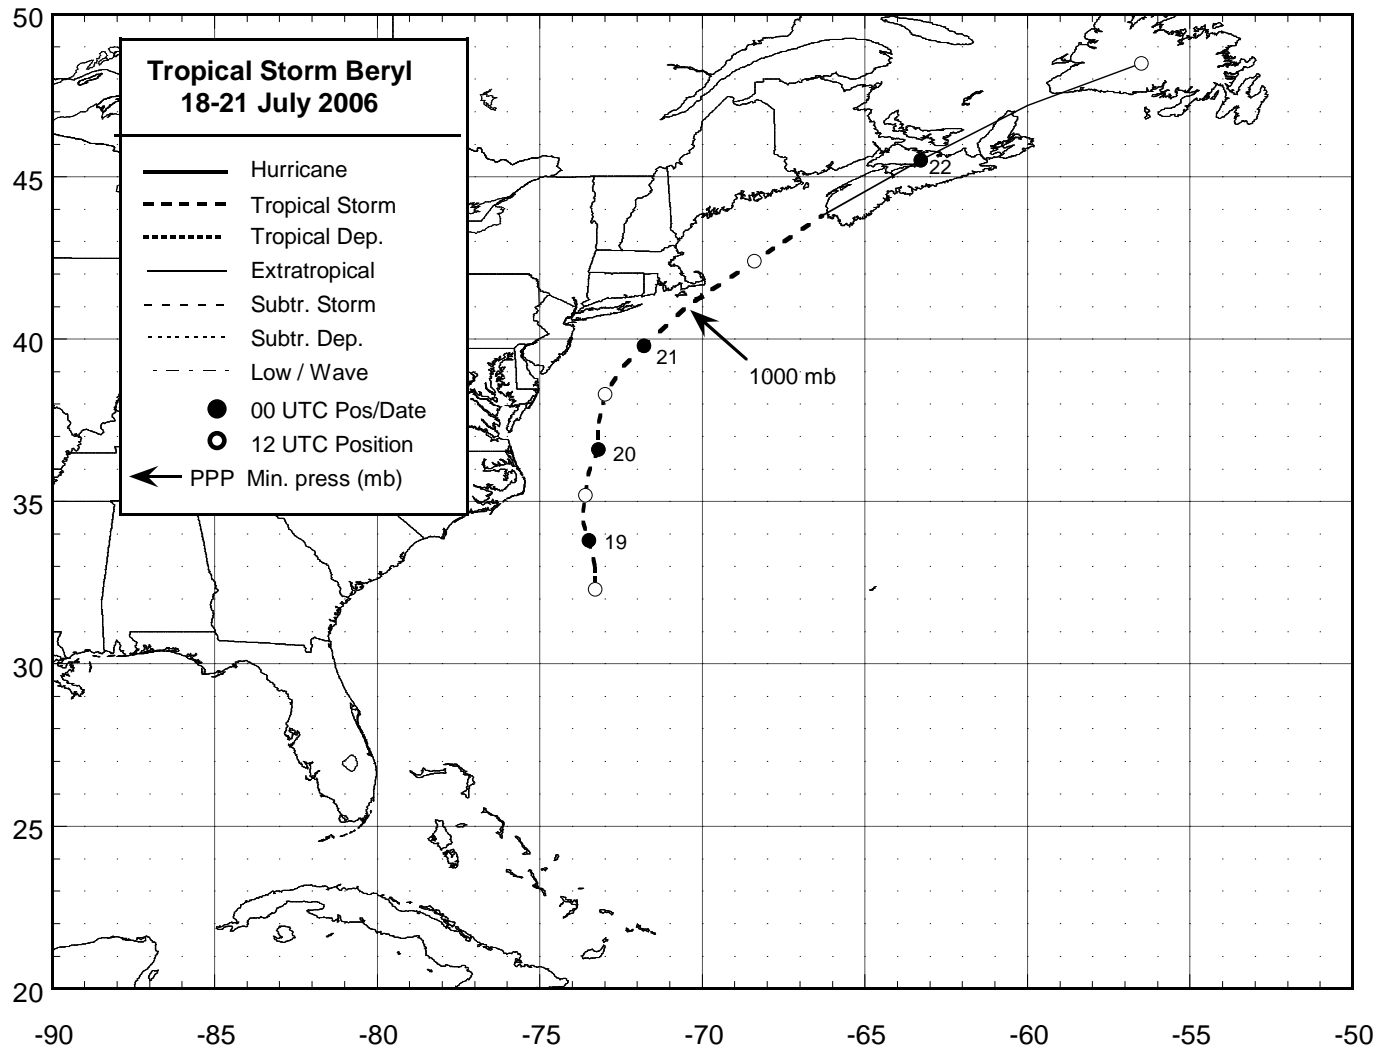 50
Tropical Storm Beryl
18-21 July 2006
Hurricane
Tropical Storm
Tropical Dep.
Extratropical
Subtr. Storm
Subtr. Dep.
Low / Wave
00 UTC Pos/Date
12 UTC Position
PPP Min. press (mb)
22
45
40
21
1000 mb
20
35
19
30
25
20
-90 -85 -80 -75 -70 -65 -60 -55 -50